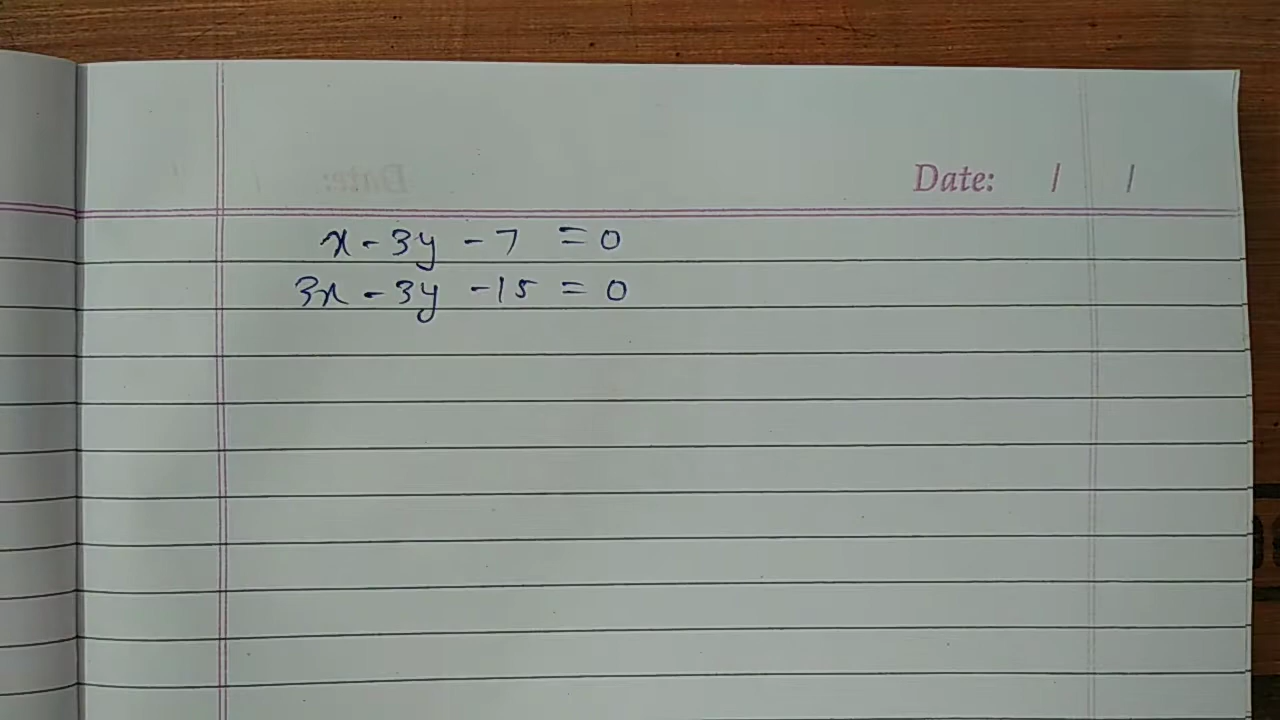 Date: / /
x - 3y - 7 = 0
3x - 3y - 15 = 0